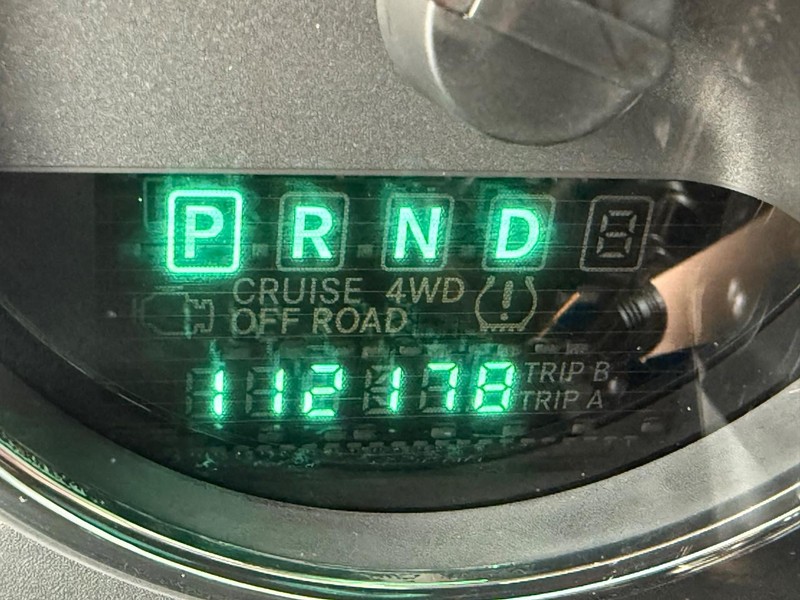 P R N D
CRUISE 4WD
OFF ROAD
112178
TRIP B
TRIP A